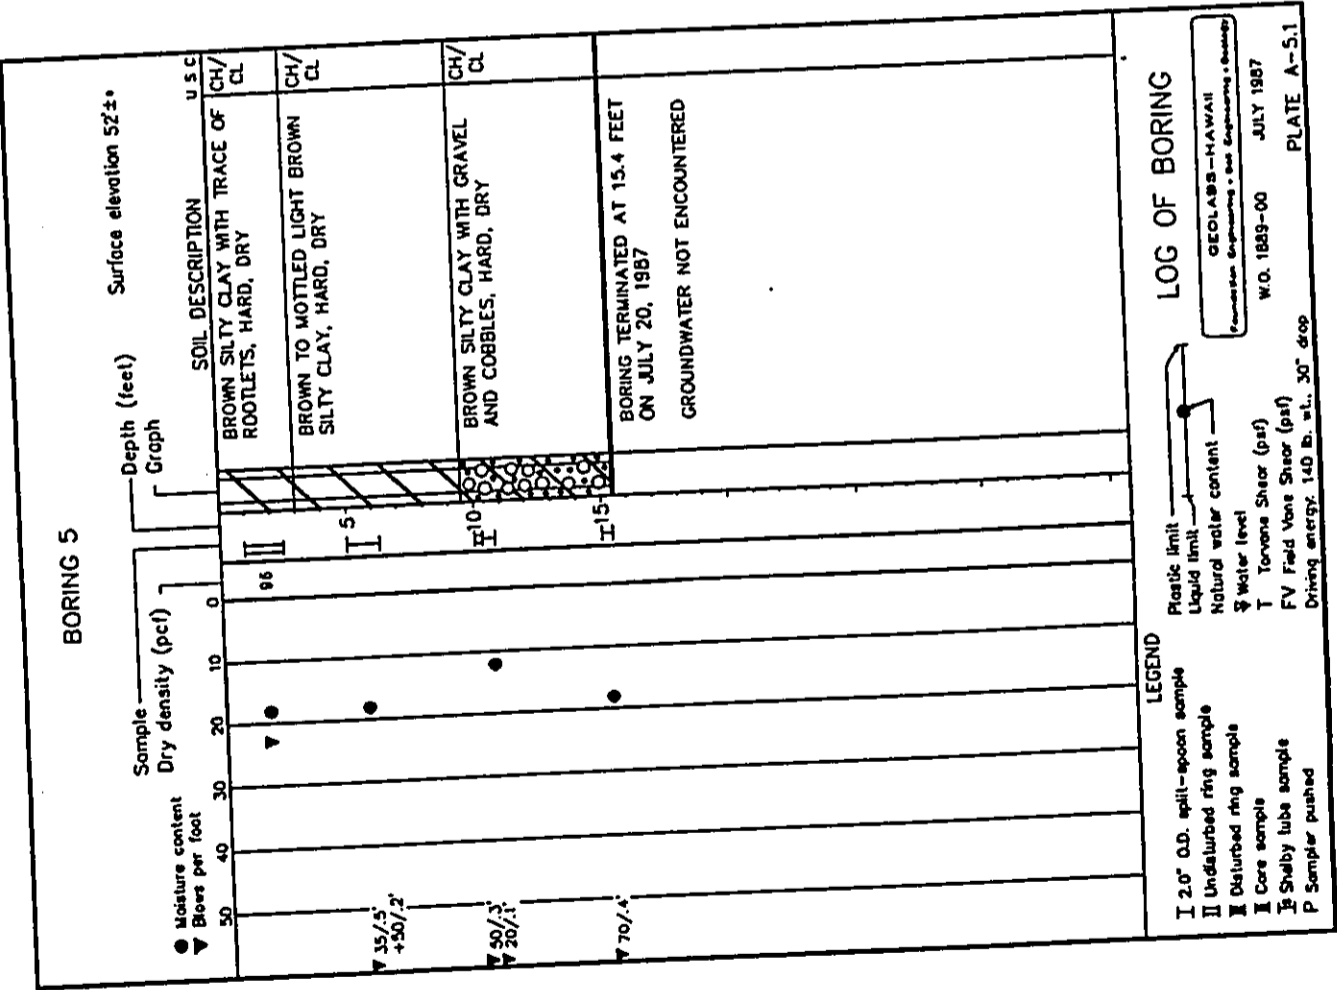 BORING 5
● Moisture content
▼ Blows per foot
Sample
Dry density (pcf)
Depth (feet)
Graph
Surface elevation 52'±*
SOIL DESCRIPTION
U S C
50 40 30 20 10 0
96
5
10
15
BROWN SILTY CLAY WITH TRACE OF
ROOTLETS, HARD, DRY
CH/
CL
BROWN TO MOTTLED LIGHT BROWN
SILTY CLAY, HARD, DRY
CH/
CL
BROWN SILTY CLAY WITH GRAVEL
AND COBBLES, HARD, DRY
CH/
CL
▼ 35/.5'
+50/.2'
▼ 50/.3'
▼ 20/.1'
▼ 70/.4'
BORING TERMINATED AT 15.4 FEET
ON JULY 20, 1987
GROUNDWATER NOT ENCOUNTERED
LEGEND
2.0" O.D. split-spoon sample
Undisturbed ring sample
Disturbed ring sample
Core sample
Shelby tube sample
P Sampler pushed
Plastic limit
Liquid limit
Natural water content
Water level
T Torvane Shear (psf)
FV Field Vane Shear (psf)
Driving energy: 140 lb. wt., 30" drop
LOG OF BORING
GEOLABS-HAWAII
Foundation Engineering • Soil Engineering • Geology
W.O. 1889-00 JULY 1987
PLATE A-5.1